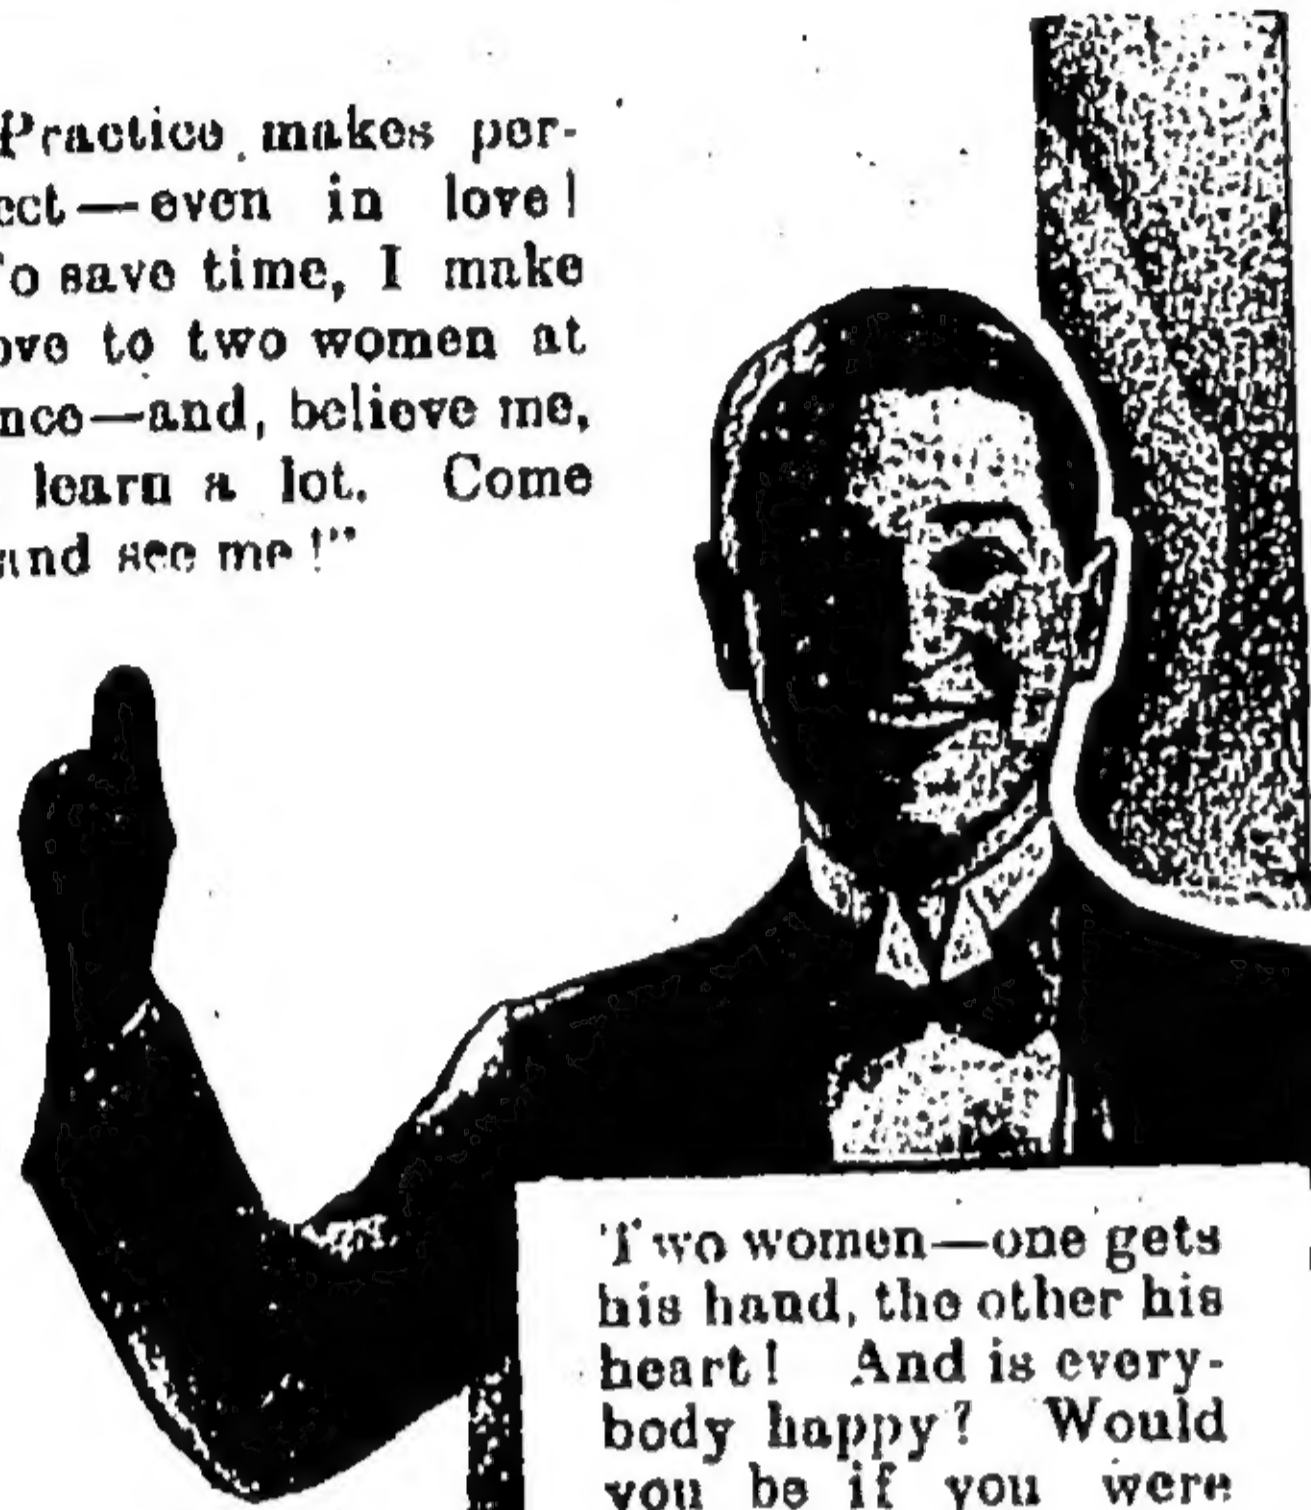 Practice makes per-
ect—even in love!
o save time, I make
ove to two women at
nce—and, believe me,
learn a lot. Come
and see me!"
Two women—one gets
his hand, the other his
heart! And is every-
body happy? Would
you be if you were